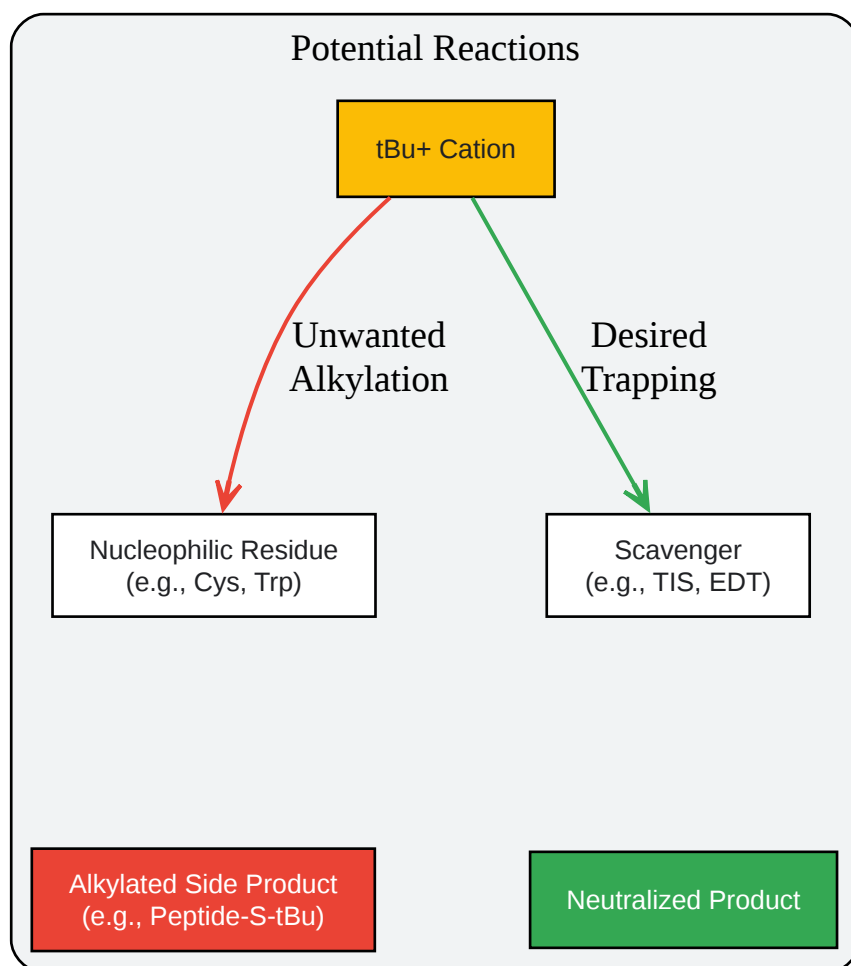 Potential Reactions
tBu+ Cation
Unwanted
Alkylation
Desired
Trapping
Nucleophilic Residue
(e.g., Cys, Trp)
Scavenger
(e.g., TIS, EDT)
Alkylated Side Product
(e.g., Peptide-S-tBu)
Neutralized Product